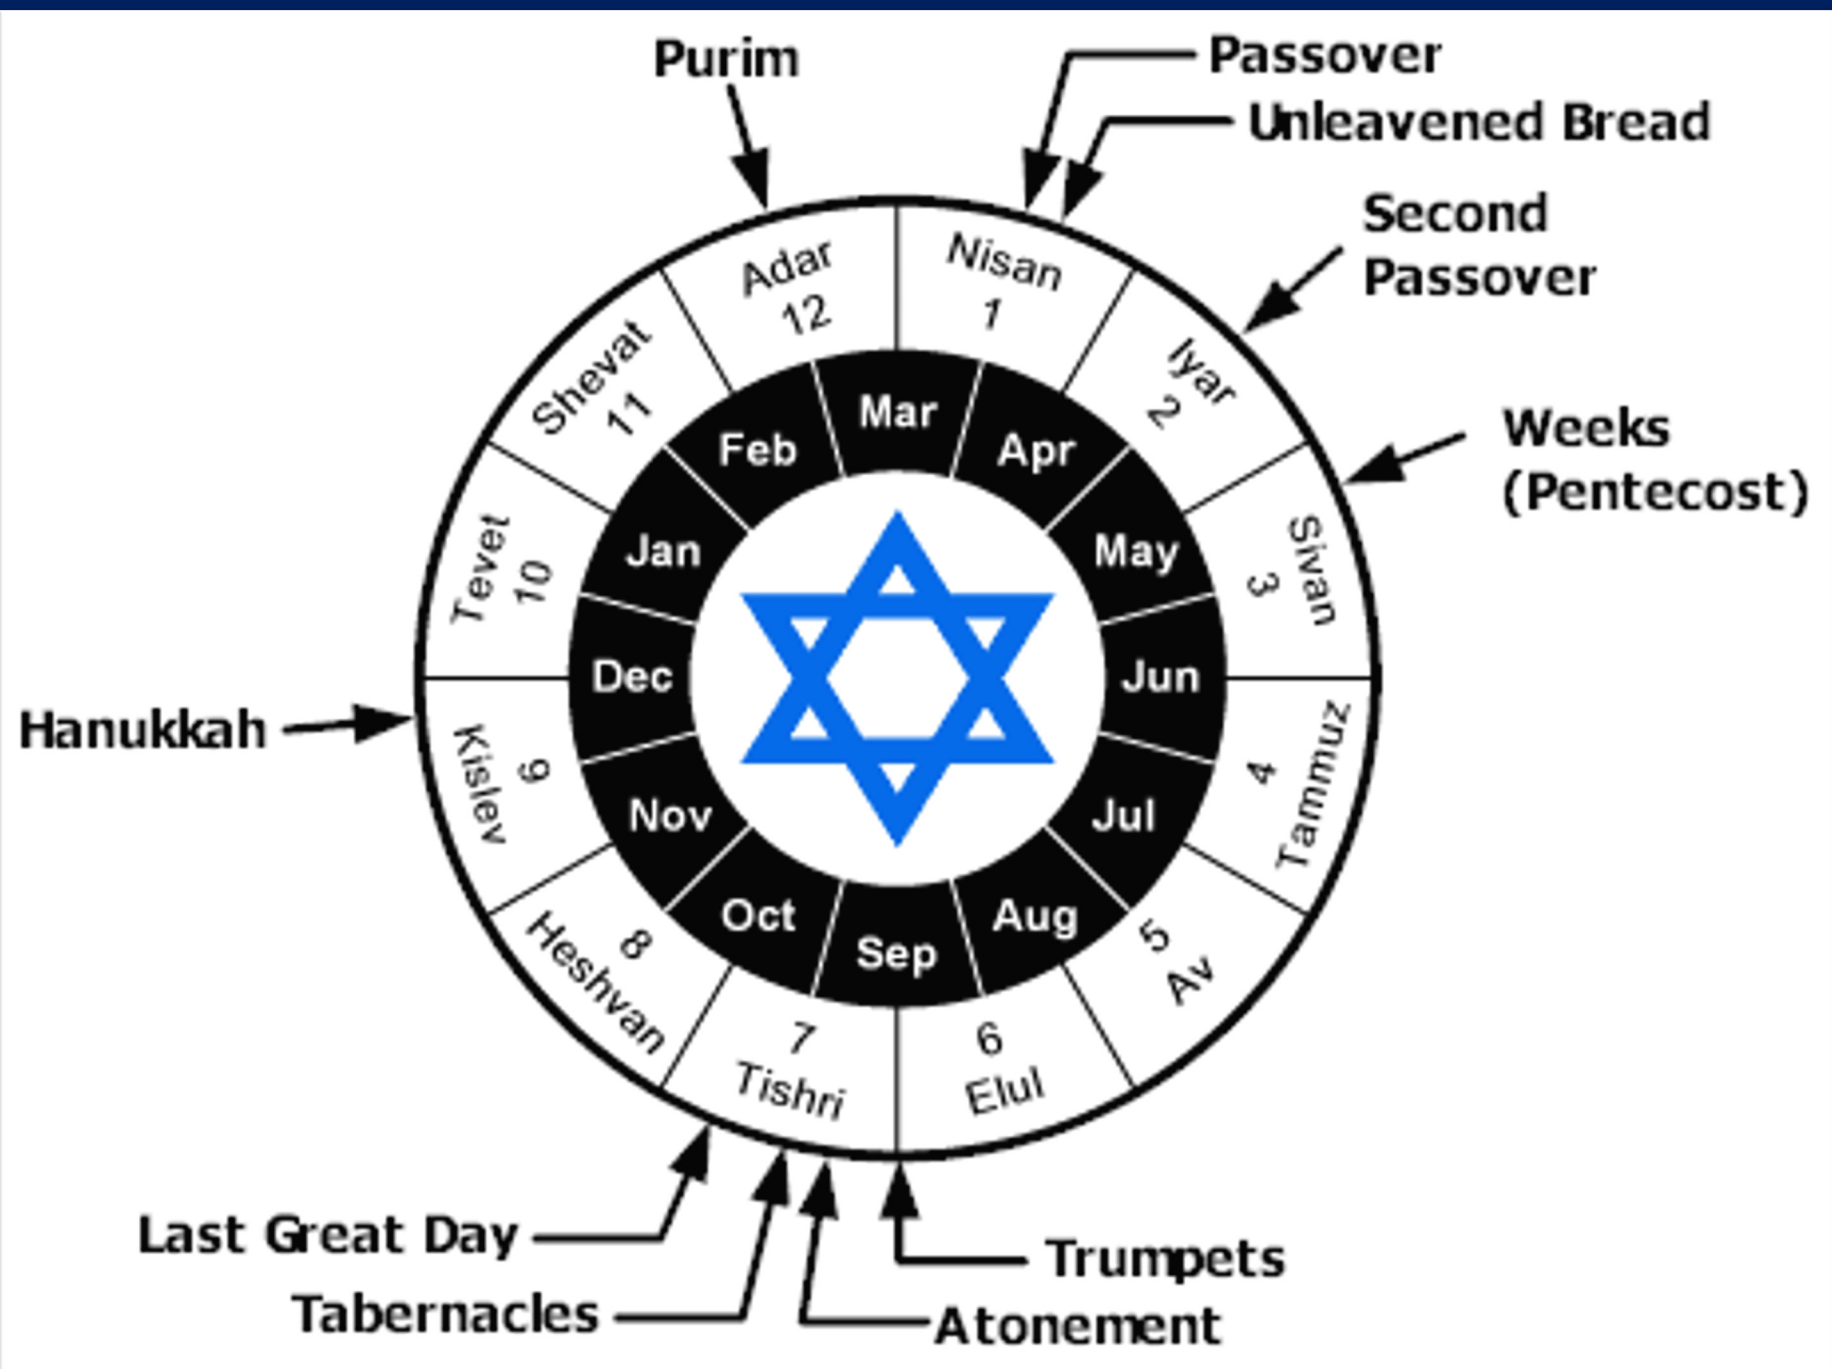 Purim
Passover
Unleavened Bread
Second
Passover
Weeks
(Pentecost)
Nisan
1
Iyar
2
Sivan
3
Tammuz
4
Av
5
Elul
6
Tishri
7
Heshvan
8
Kislev
9
Tevet
10
Shevat
11
Adar
12
Mar
Apr
May
Jun
Jul
Aug
Sep
Oct
Nov
Dec
Jan
Feb
Hanukkah
Last Great Day
Tabernacles
Trumpets
Atonement